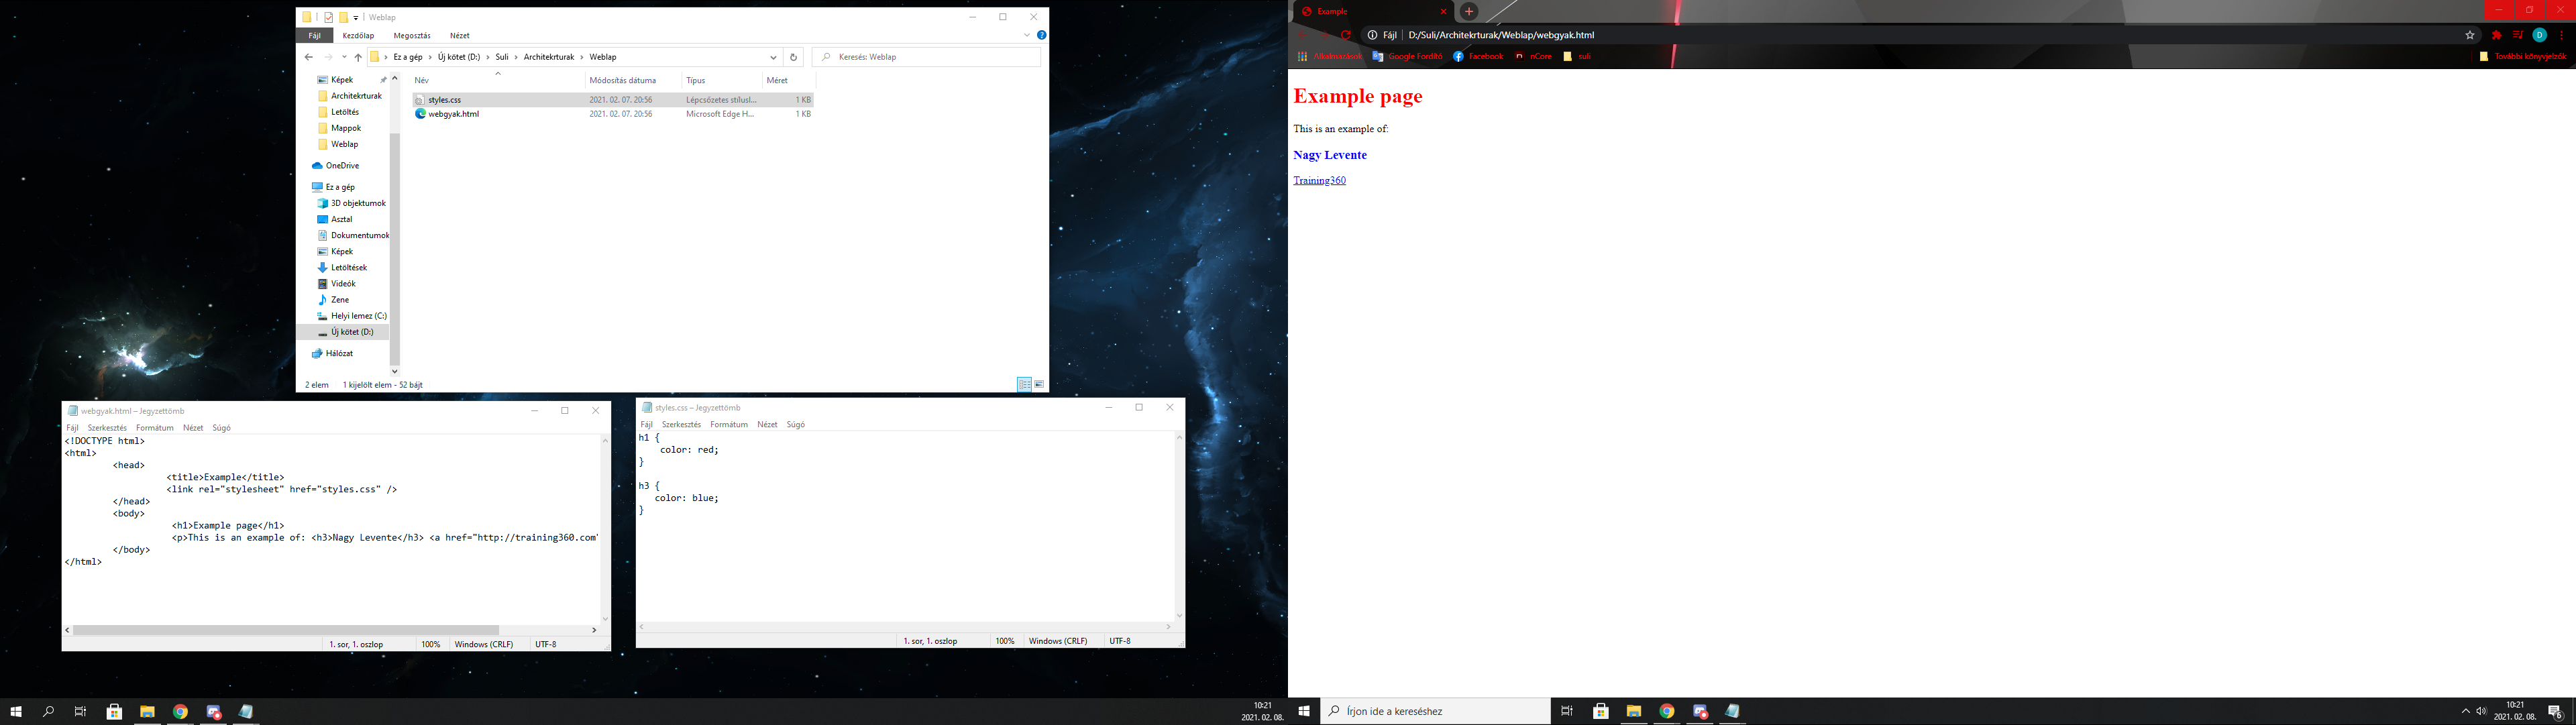 Weblap
Fájl Kezdőlap Megosztás Nézet
Ez a gép Új kötet (D:) Suli Architekrturak Weblap
Keresés: Weblap
Képek
Architekrturak
Letöltés
Mappok
Weblap
OneDrive
Ez a gép
3D objektumok
Asztal
Dokumentumok
Képek
Letöltések
Videók
Zene
Helyi lemez (C:)
Új kötet (D:)
Hálózat
Név Módosítás dátuma Típus Méret
styles.css 2021. 02. 07. 20:56 Lépcsőzetes stílusl... 1 KB
webgyak.html 2021. 02. 07. 20:56 Microsoft Edge H... 1 KB
2 elem 1 kijelölt elem - 52 bájt
webgyak.html – Jegyzettömb
Fájl Szerkesztés Formátum Nézet Súgó
<!DOCTYPE html>
<html>
<head>
<title>Example</title>
<link rel="stylesheet" href="styles.css" />
</head>
<body>
<h1>Example page</h1>
<p>This is an example of: <h3>Nagy Levente</h3> <a href="http://training360.com"
</body>
</html>
1. sor, 1. oszlop 100% Windows (CRLF) UTF-8
styles.css – Jegyzettömb
Fájl Szerkesztés Formátum Nézet Súgó
h1 {
color: red;
}
h3 {
color: blue;
}
1. sor, 1. oszlop 100% Windows (CRLF) UTF-8
10:21
2021. 02. 08.
Example
Fájl D:/Suli/Architekrturak/Weblap/webgyak.html
D
Alkalmazások Google Fordító Facebook nCore suli
További könyvjelzők
Example page
This is an example of:
Nagy Levente
Training360
Írjon ide a kereséshez
10:21
2021. 02. 08.
6